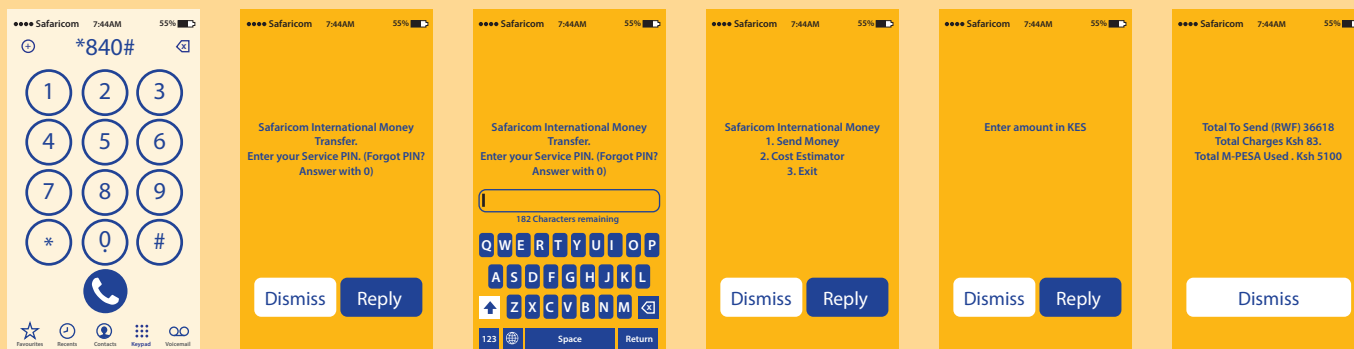 Safaricom 7:44AM 55%
*840#
1 2 3
4 5 6
7 8 9
* 0 #
Favourites Recents Contacts Keypad Voicemail
Safaricom 7:44AM 55%
Safaricom International Money
Transfer.
Enter your Service PIN. (Forgot PIN?
Answer with 0)
Dismiss Reply
Safaricom 7:44AM 55%
Safaricom International Money
Transfer.
Enter your Service PIN. (Forgot PIN?
Answer with 0)
182 Characters remaining
Q W E R T Y U I O P
A S D F G H J K L
Z X C V B N M
123 Space Return
Safaricom 7:44AM 55%
Safaricom International Money
1. Send Money
2. Cost Estimator
3. Exit
Dismiss Reply
Safaricom 7:44AM 55%
Enter amount in KES
Dismiss Reply
Safaricom 7:44AM 55%
Total To Send (RWF) 36618
Total Charges Ksh 83.
Total M-PESA Used . Ksh 5100
Dismiss